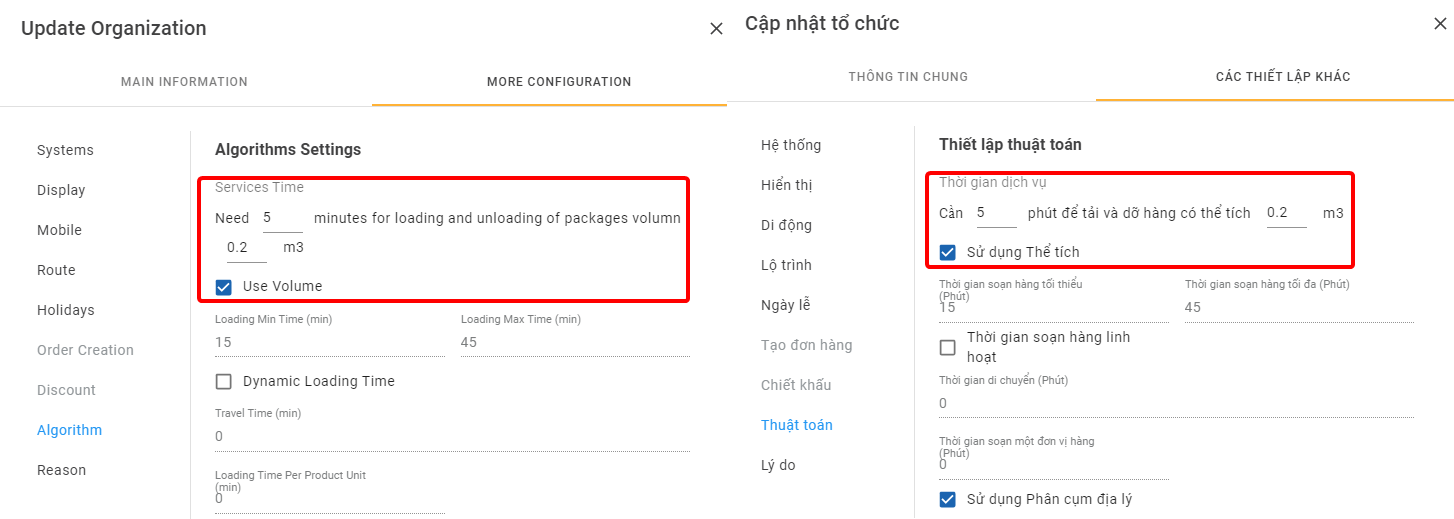 Update Organization
MAIN INFORMATION
MORE CONFIGURATION
Systems
Display
Mobile
Route
Holidays
Order Creation
Discount
Algorithm
Reason
Algorithms Settings
Services Time
Need 5 minutes for loading and unloading of packages volumn
0.2 m3
Use Volume
Loading Min Time (min)
15
Loading Max Time (min)
45
Dynamic Loading Time
Travel Time (min)
0
Loading Time Per Product Unit
(min)
0
Cập nhật tổ chức
THÔNG TIN CHUNG
CÁC THIẾT LẬP KHÁC
Hệ thống
Hiển thị
Di động
Lộ trình
Ngày lễ
Tạo đơn hàng
Chiết khấu
Thuật toán
Lý do
Thiết lập thuật toán
Thời gian dịch vụ
Cần 5 phút để tải và dỡ hàng có thể tích 0.2 m3
Sử dụng Thể tích
Thời gian soạn hàng tối thiểu
(Phút)
15
Thời gian soạn hàng tối đa (Phút)
45
Thời gian soạn hàng linh
hoạt
Thời gian di chuyển (Phút)
0
Thời gian soạn một đơn vị hàng
(Phút)
0
Sử dụng Phân cụm địa lý